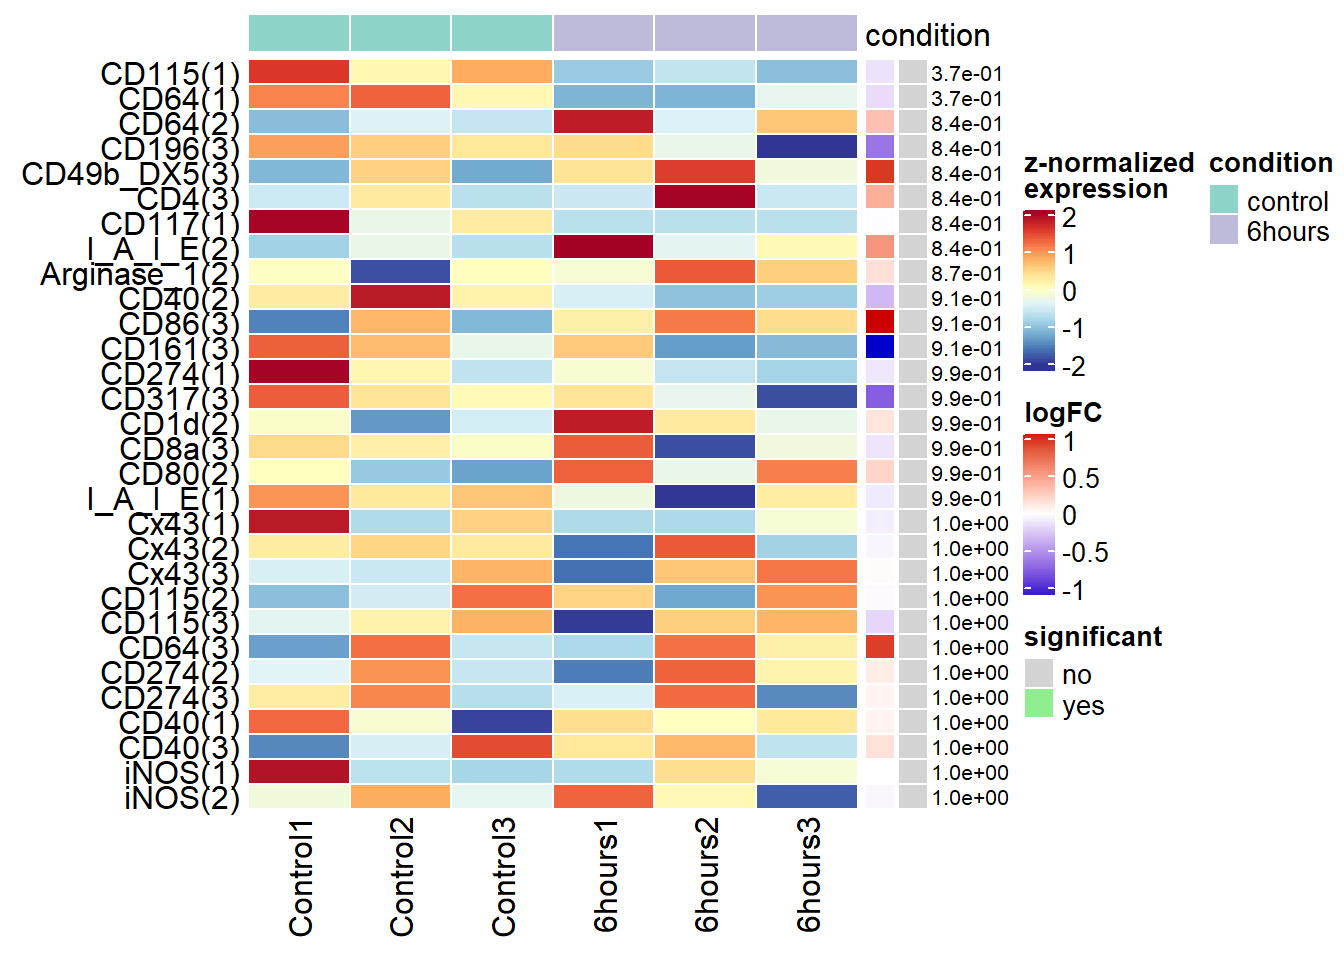 condition
CD115(1) 3.7e-01
CD64(1) 3.7e-01
CD64(2) 8.4e-01
CD196(3) 8.4e-01
CD49b_DX5(3) 8.4e-01
CD4(3) 8.4e-01
CD117(1) 8.4e-01
I_A_I_E(2) 8.4e-01
Arginase_1(2) 8.7e-01
CD40(2) 9.1e-01
CD86(3) 9.1e-01
CD161(3) 9.1e-01
CD274(1) 9.9e-01
CD317(3) 9.9e-01
CD1d(2) 9.9e-01
CD8a(3) 9.9e-01
CD80(2) 9.9e-01
I_A_I_E(1) 9.9e-01
Cx43(1) 1.0e+00
Cx43(2) 1.0e+00
Cx43(3) 1.0e+00
CD115(2) 1.0e+00
CD115(3) 1.0e+00
CD64(3) 1.0e+00
CD274(2) 1.0e+00
CD274(3) 1.0e+00
CD40(1) 1.0e+00
CD40(3) 1.0e+00
iNOS(1) 1.0e+00
iNOS(2) 1.0e+00
Control1
Control2
Control3
6hours1
6hours2
6hours3
z-normalized
expression
2
1
0
-1
-2
logFC
1
0.5
0
-0.5
-1
significant
no
yes
condition
control
6hours